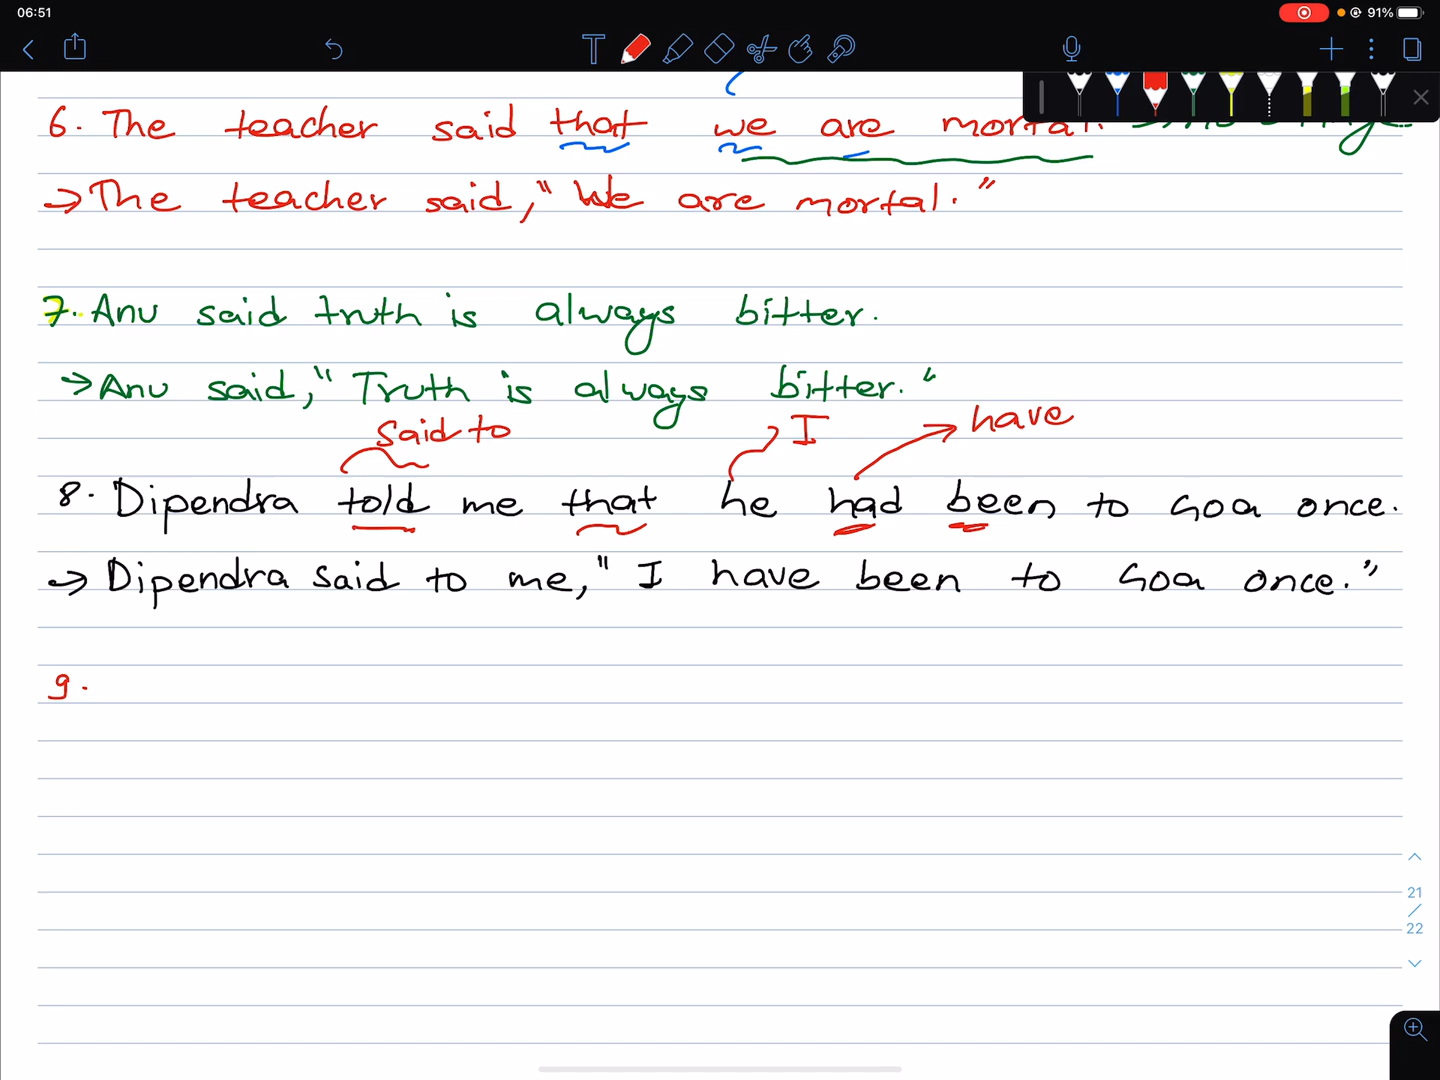 06:51
91%
6. The teacher said that we are mortal.
→ The teacher said, "We are mortal."
7. Anu said truth is always bitter.
→ Anu said, "Truth is always bitter."
said to I have
8. Dipendra told me that he had been to Goa once.
→ Dipendra said to me, "I have been to Goa once."
9.
21
/
22